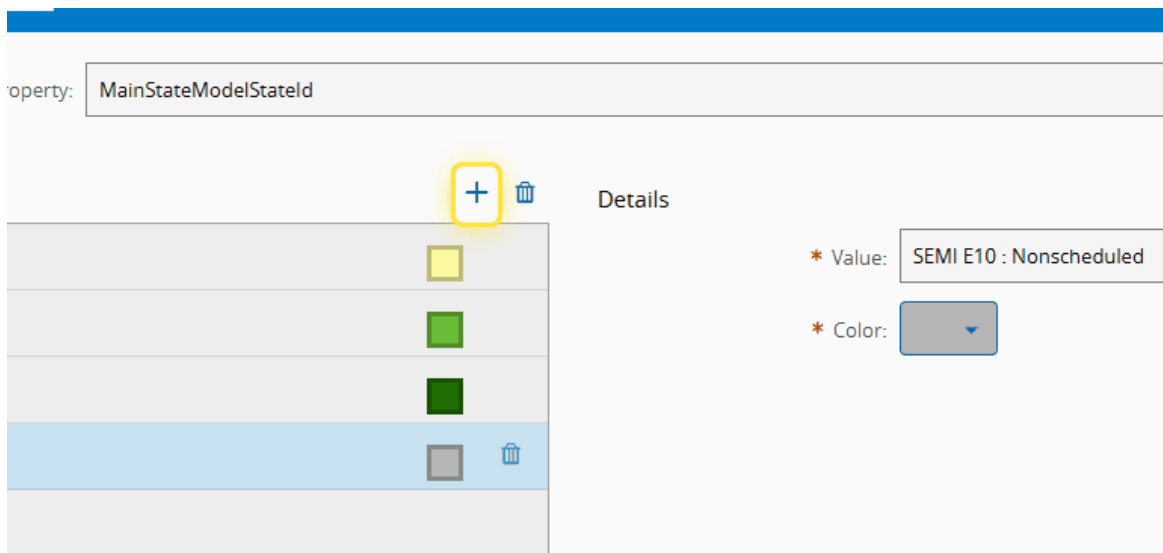 roperty: MainStateModelStateId
Details
* Value: SEMI E10 : Nonscheduled
* Color: